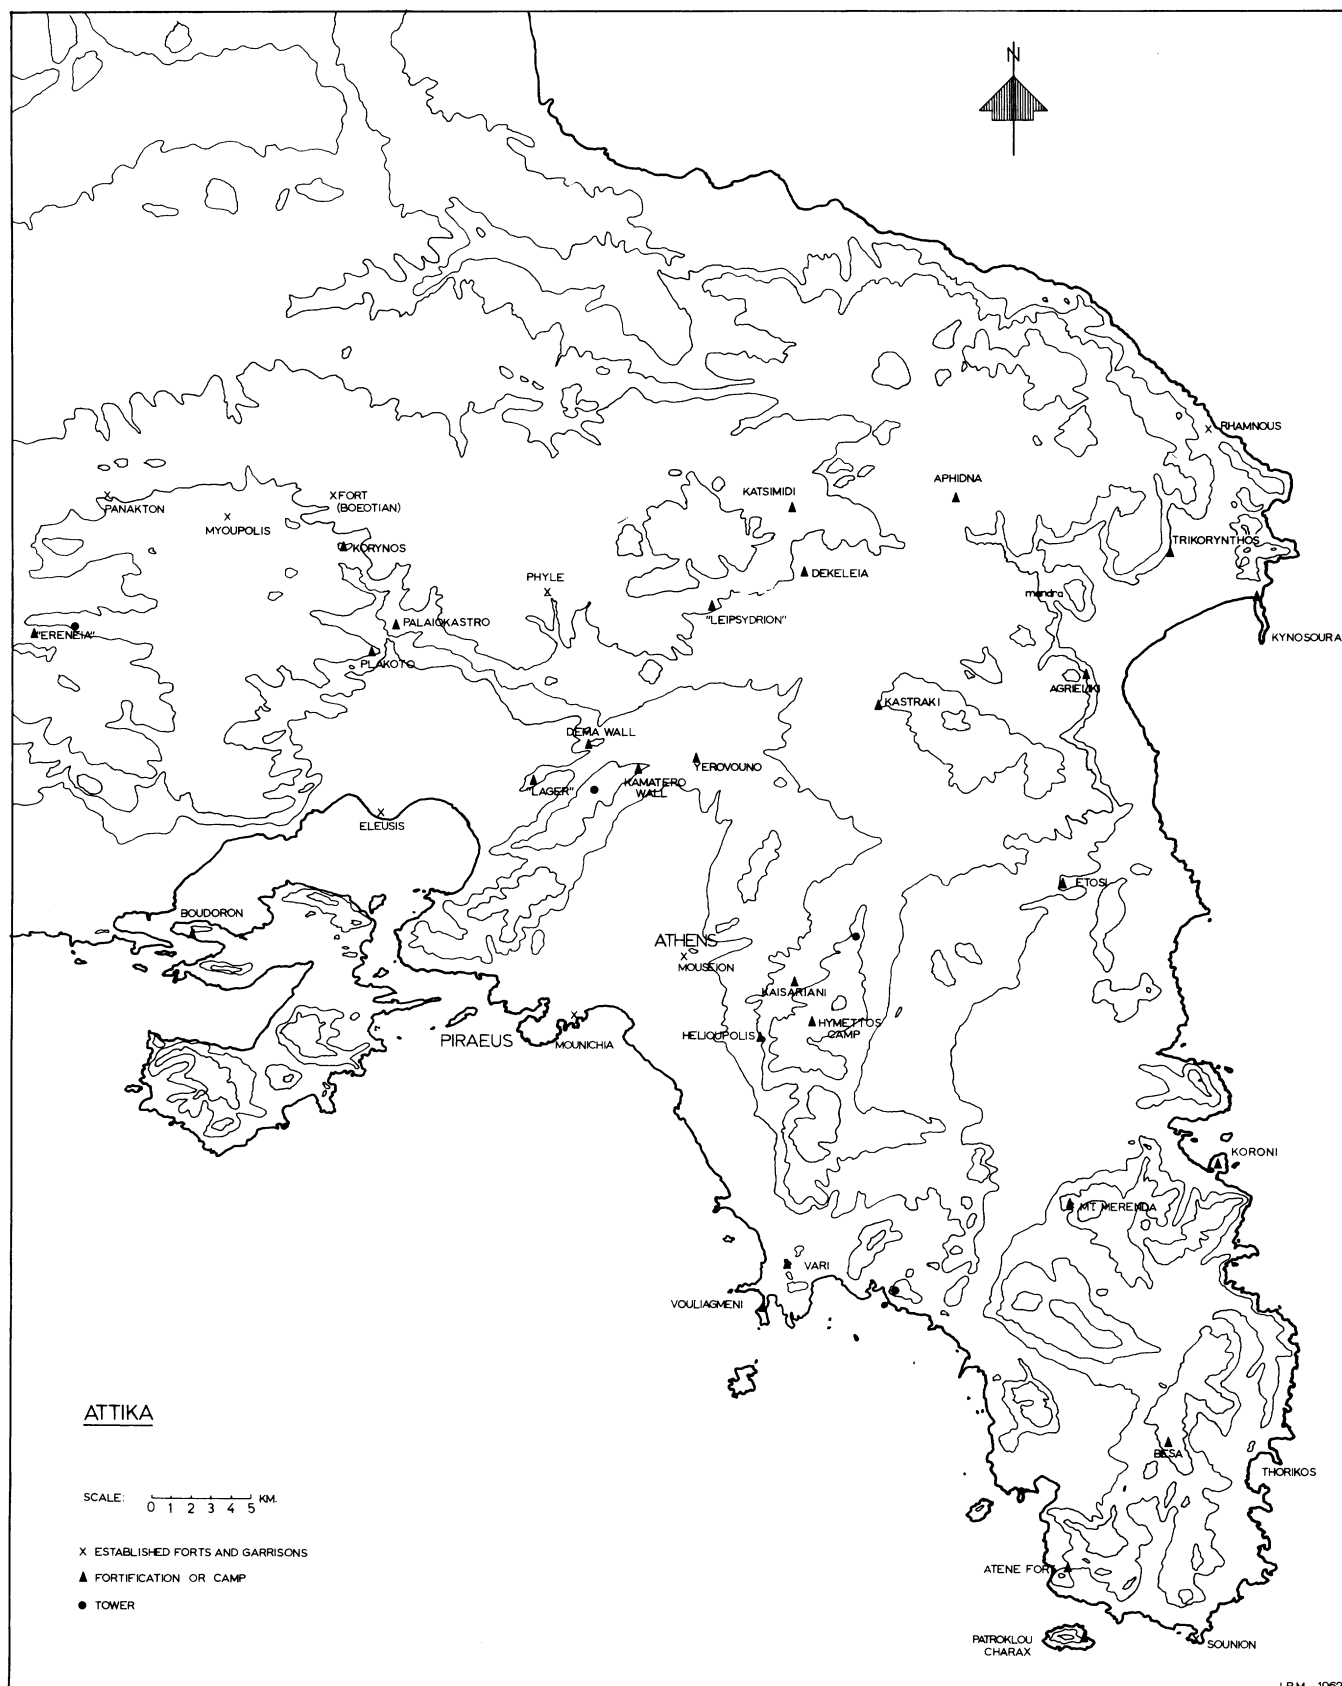 N
RHAMNOUS
KATSIMIDI
APHIDNA
FORT
(BOEOTIAN)
PANAKTON
MYOUPOLIS
TRIKORYNTHOS
KORYNOS
DEKELEIA
PHYLE
mandra
"LEIPSYDRION"
PALAIOKASTRO
"ERENEIA"
KYNOSOURA
PLAKOTO
AGRIELIKI
KASTRAKI
DEMA WALL
YEROVOUNO
"LAGER"
KAMATERO
WALL
ELEUSIS
ETOSI
BOUDORON
ATHENS
MOUSEION
KAISARIANI
HYMETTOS
CAMP
HELIOUPOLIS
PIRAEUS
MOUNICHIA
KORONI
MT. MERENDA
VARI
VOULIAGMENI
ATTIKA
BESA
THORIKOS
SCALE:
0 1 2 3 4 5 KM.
X ESTABLISHED FORTS AND GARRISONS
▲ FORTIFICATION OR CAMP
● TOWER
ATENE FORT
PATROKLOU
CHARAX
SOUNION